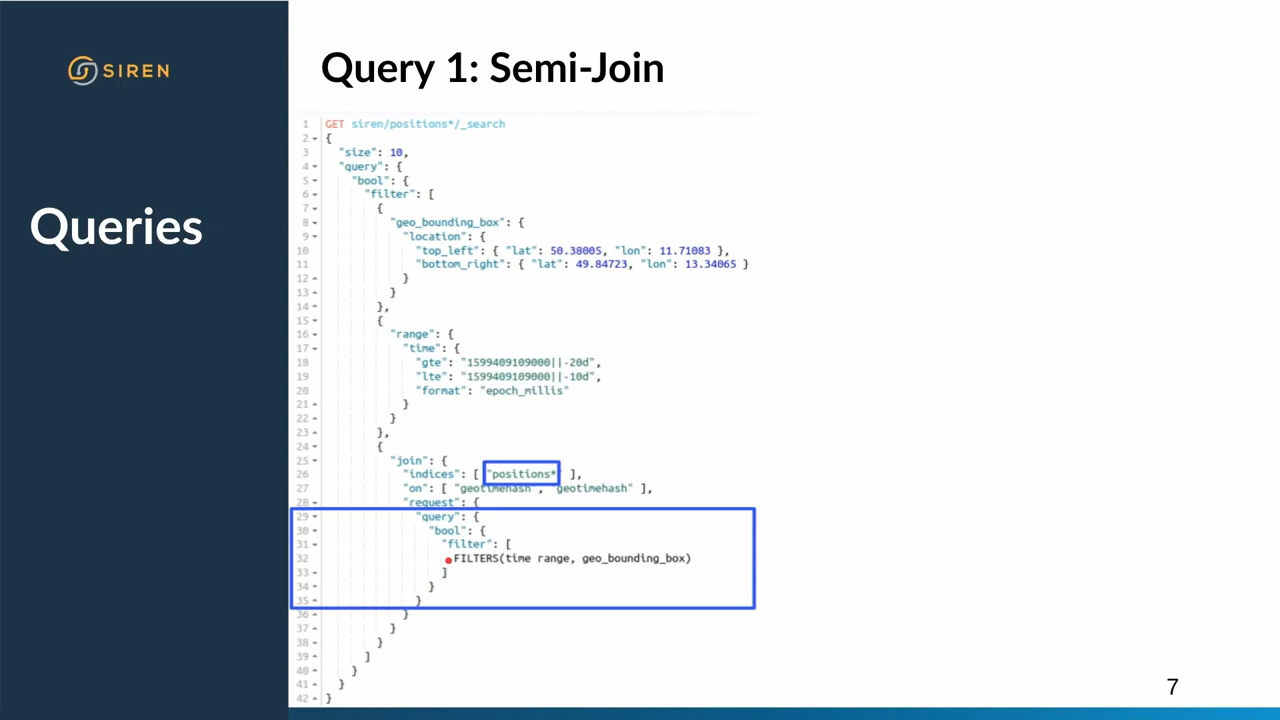 SIREN
Queries
Query 1: Semi-Join
1 GET siren/positions*/_search
2 {
3 "size": 10,
4 "query": {
5 "bool": {
6 "filter": [
7 {
8 "geo_bounding_box": {
9 "location": {
10 "top_left": { "lat": 50.38005, "lon": 11.71083 },
11 "bottom_right": { "lat": 49.84723, "lon": 13.34065 }
12 }
13 }
14 },
15 {
16 "range": {
17 "time": {
18 "gte": "1599409109000||-20d",
19 "lte": "1599409109000||-10d",
20 "format": "epoch_millis"
21 }
22 }
23 },
24 {
25 "join": {
26 "indices": [ "positions*" ],
27 "on": [ "geotimehash", "geotimehash" ],
28 "request": {
29 "query": {
30 "bool": {
31 "filter": [
32 FILTERS(time range, geo_bounding_box)
33 ]
34 }
35 }
36 }
37 }
38 }
39 ]
40 }
41 }
42 }
7